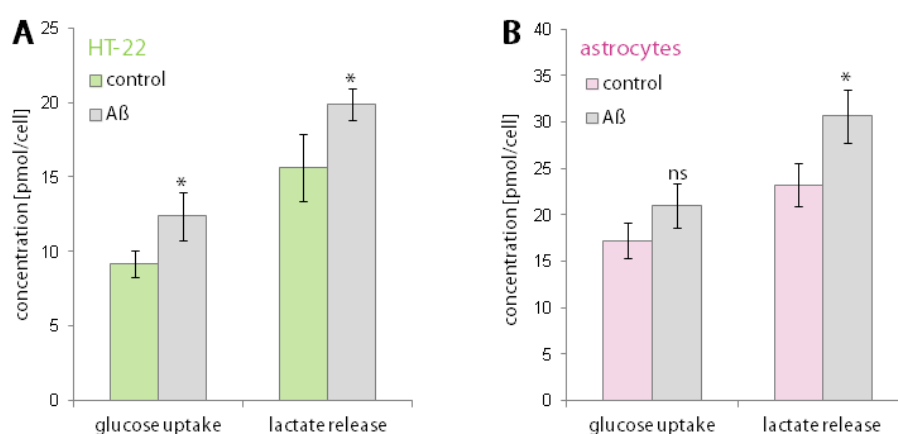 A
HT-22
control
Aß
concentration [pmol/cell]
25
20
15
10
5
0
*
*
glucose uptake
lactate release
B
astrocytes
control
Aß
concentration [pmol/cell]
40
35
30
25
20
15
10
5
0
ns
*
glucose uptake
lactate release